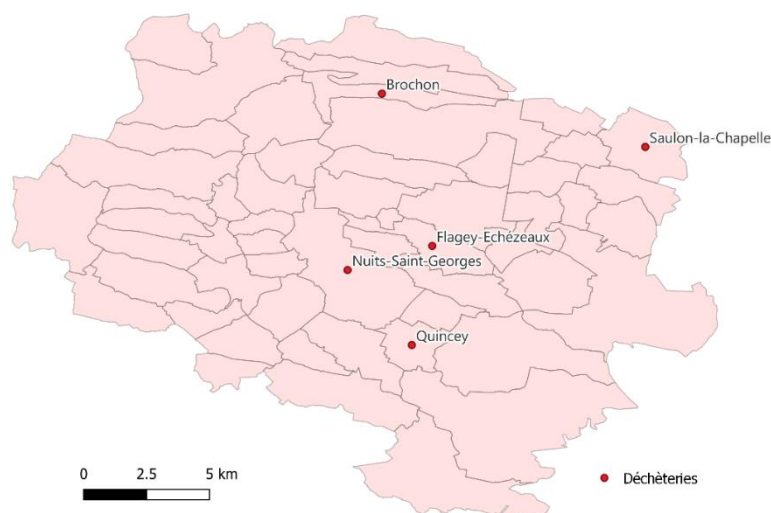 Brochon
Saulon-la-Chapelle
Flagey-Echézeaux
Nuits-Saint-Georges
Quincey
0 2.5 5 km
Déchèteries